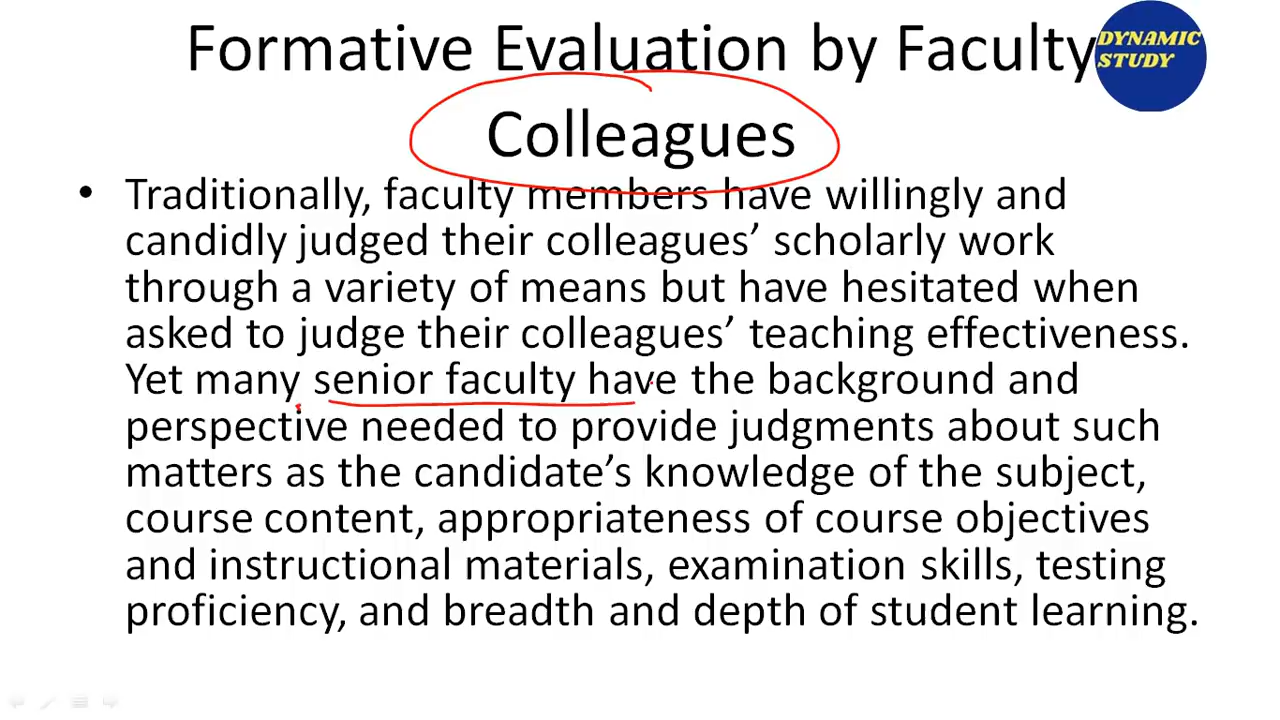 Formative Evaluation by Faculty
DYNAMIC
STUDY
Colleagues
• Traditionally, faculty members have willingly and
candidly judged their colleagues’ scholarly work
through a variety of means but have hesitated when
asked to judge their colleagues’ teaching effectiveness.
Yet many senior faculty have the background and
perspective needed to provide judgments about such
matters as the candidate’s knowledge of the subject,
course content, appropriateness of course objectives
and instructional materials, examination skills, testing
proficiency, and breadth and depth of student learning.